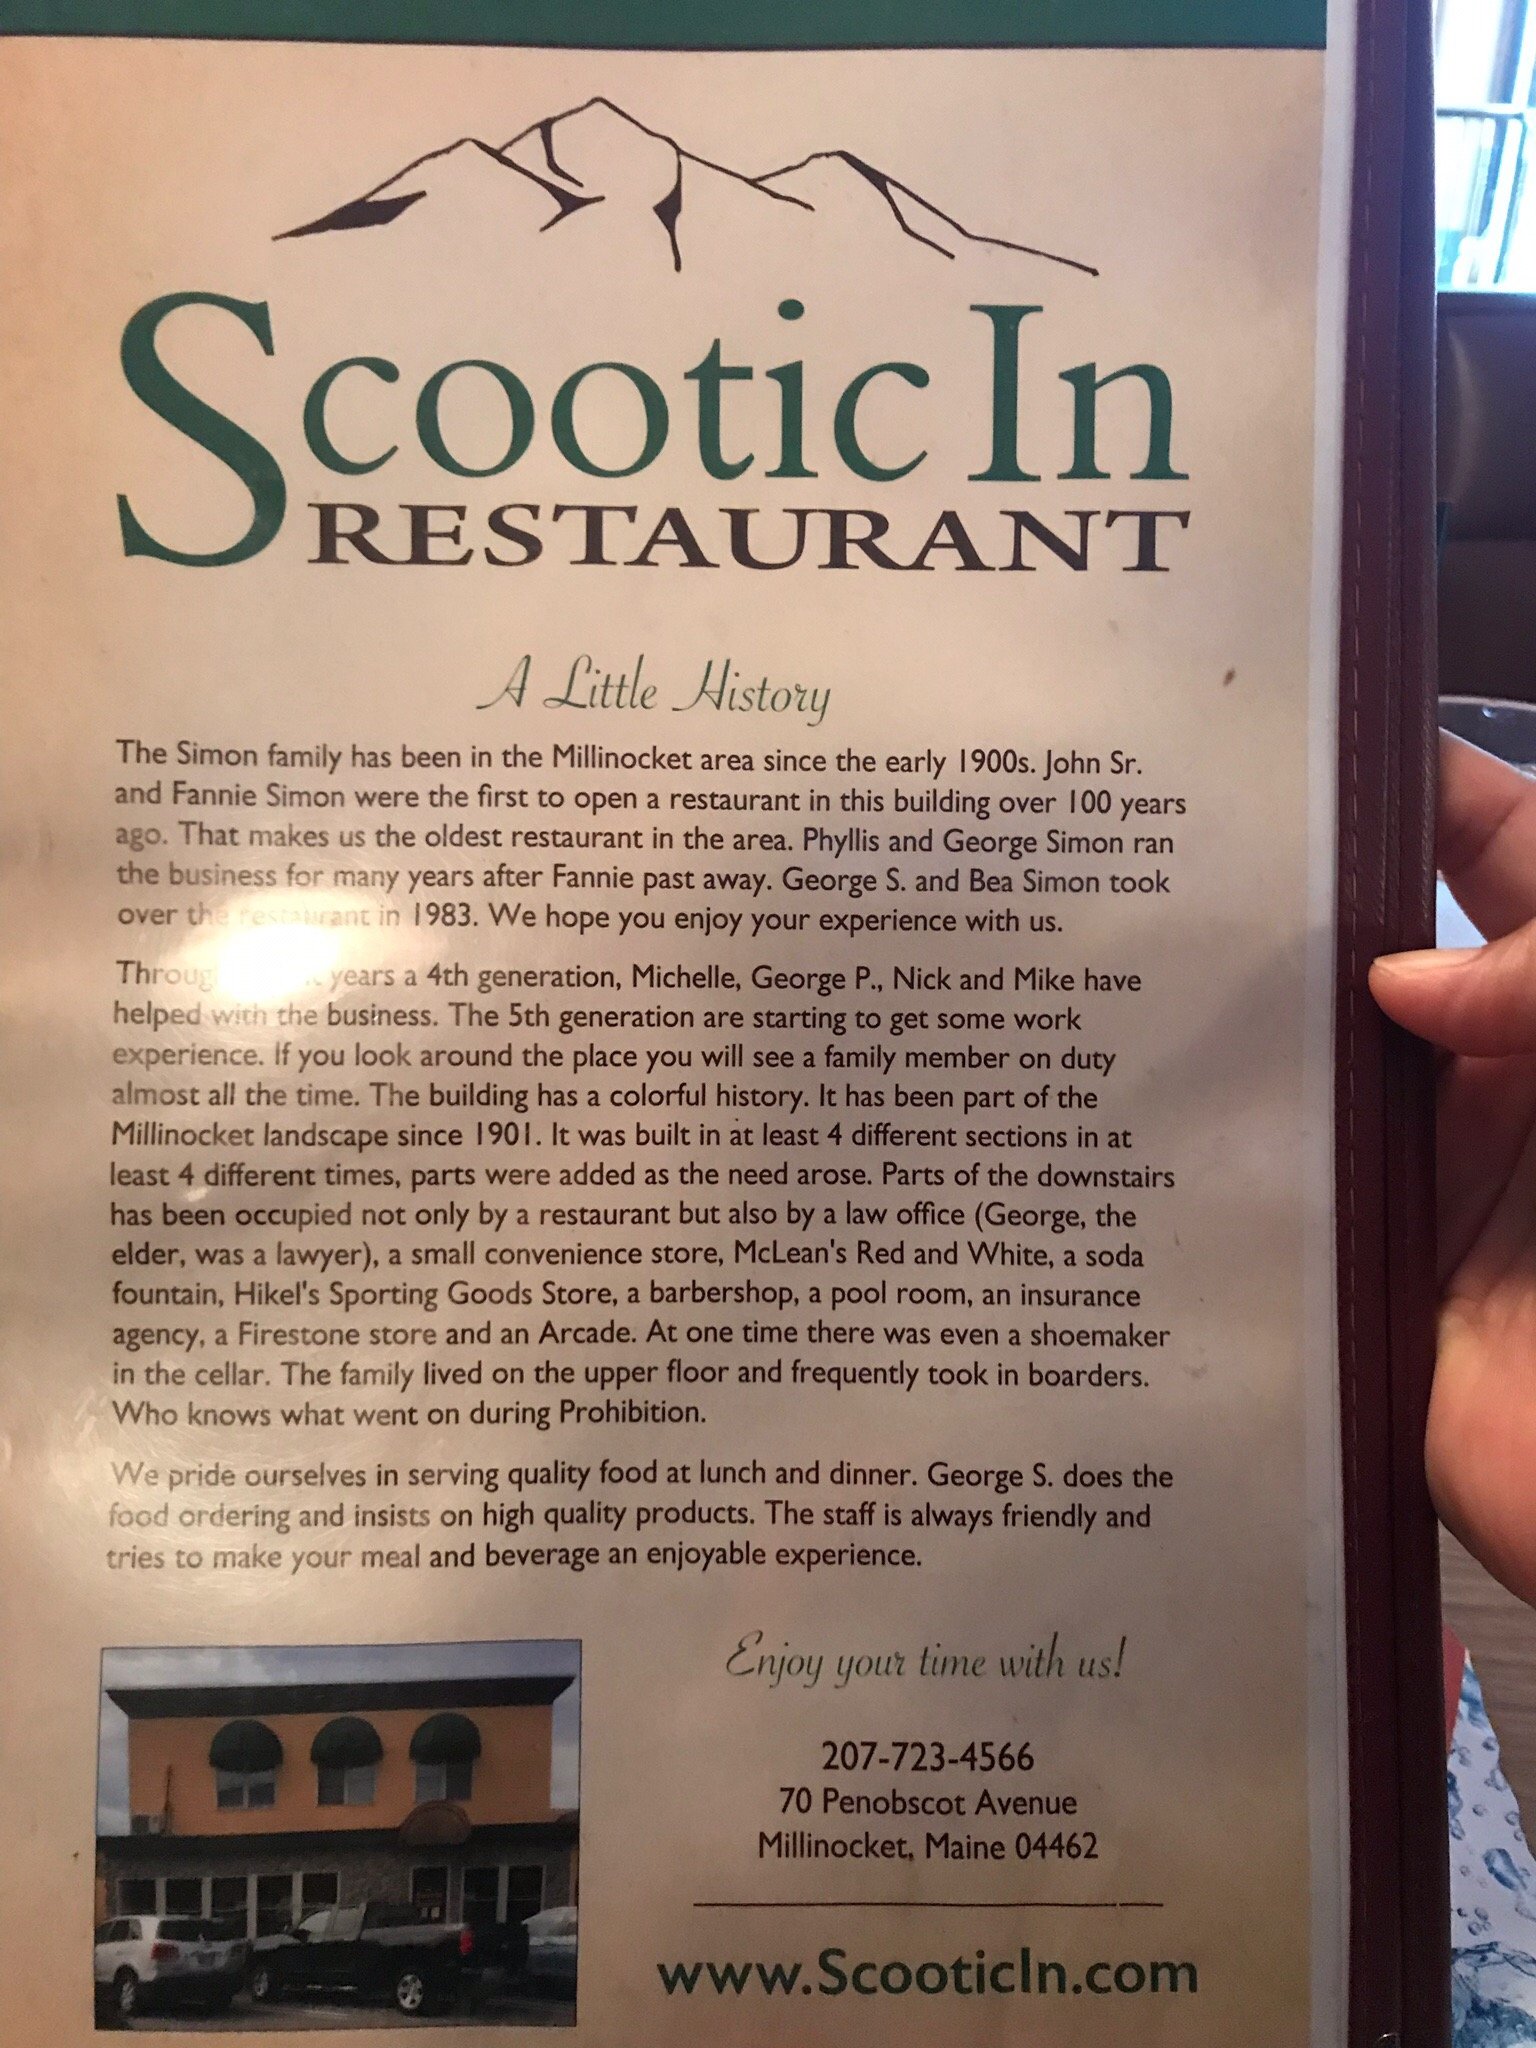 Scootic In
RESTAURANT
A Little History
The Simon family has been in the Millinocket area since the early 1900s. John Sr.
and Fannie Simon were the first to open a restaurant in this building over 100 years
ago. That makes us the oldest restaurant in the area. Phyllis and George Simon ran
the business for many years after Fannie past away. George S. and Bea Simon took
over the restaurant in 1983. We hope you enjoy your experience with us.
years a 4th generation, Michelle, George P., Nick and Mike have
helped with the business. The 5th generation are starting to get some work
experience. If you look around the place you will see a family member on duty
almost all the time. The building has a colorful history. It has been part of the
Millinocket landscape since 1901. It was built in at least 4 different sections in at
least 4 different times, parts were added as the need arose. Parts of the downstairs
has been occupied not only by a restaurant but also by a law office (George, the
elder, was a lawyer), a small convenience store, McLean's Red and White, a soda
fountain, Hikel's Sporting Goods Store, a barbershop, a pool room, an insurance
agency, a Firestone store and an Arcade. At one time there was even a shoemaker
in the cellar. The family lived on the upper floor and frequently took in boarders.
Who knows what went on during Prohibition.
We pride ourselves in serving quality food at lunch and dinner. George S. does the
food ordering and insists on high quality products. The staff is always friendly and
tries to make your meal and beverage an enjoyable experience.
Enjoy your time with us!
207-723-4566
70 Penobscot Avenue
Millinocket, Maine 04462
www.ScooticIn.com